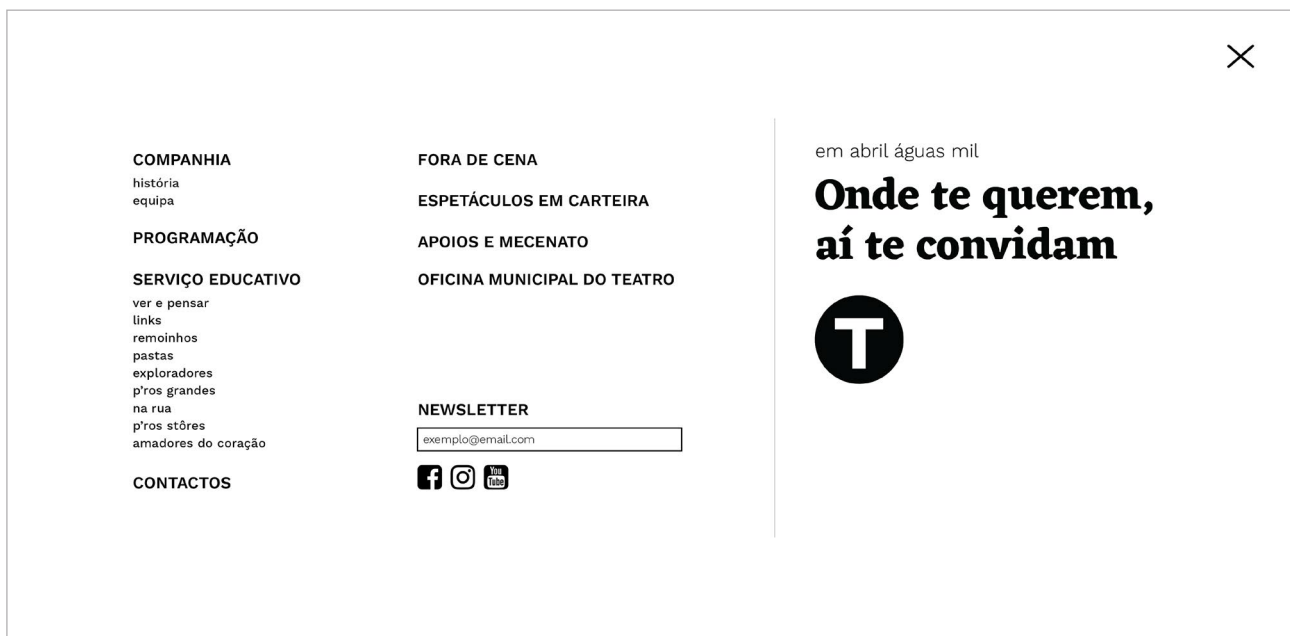 COMPANHIA
história
equipa
PROGRAMAÇÃO
SERVIÇO EDUCATIVO
ver e pensar
links
remoinhos
pastas
exploradores
p'ros grandes
na rua
p'ros stôres
amadores do coração
CONTACTOS
FORA DE CENA
ESPETÁCULOS EM CARTEIRA
APOIOS E MECENATO
OFICINA MUNICIPAL DO TEATRO
NEWSLETTER
exemplo@email.com
You
Tube
em abril águas mil
Onde te querem,
aí te convidam
T